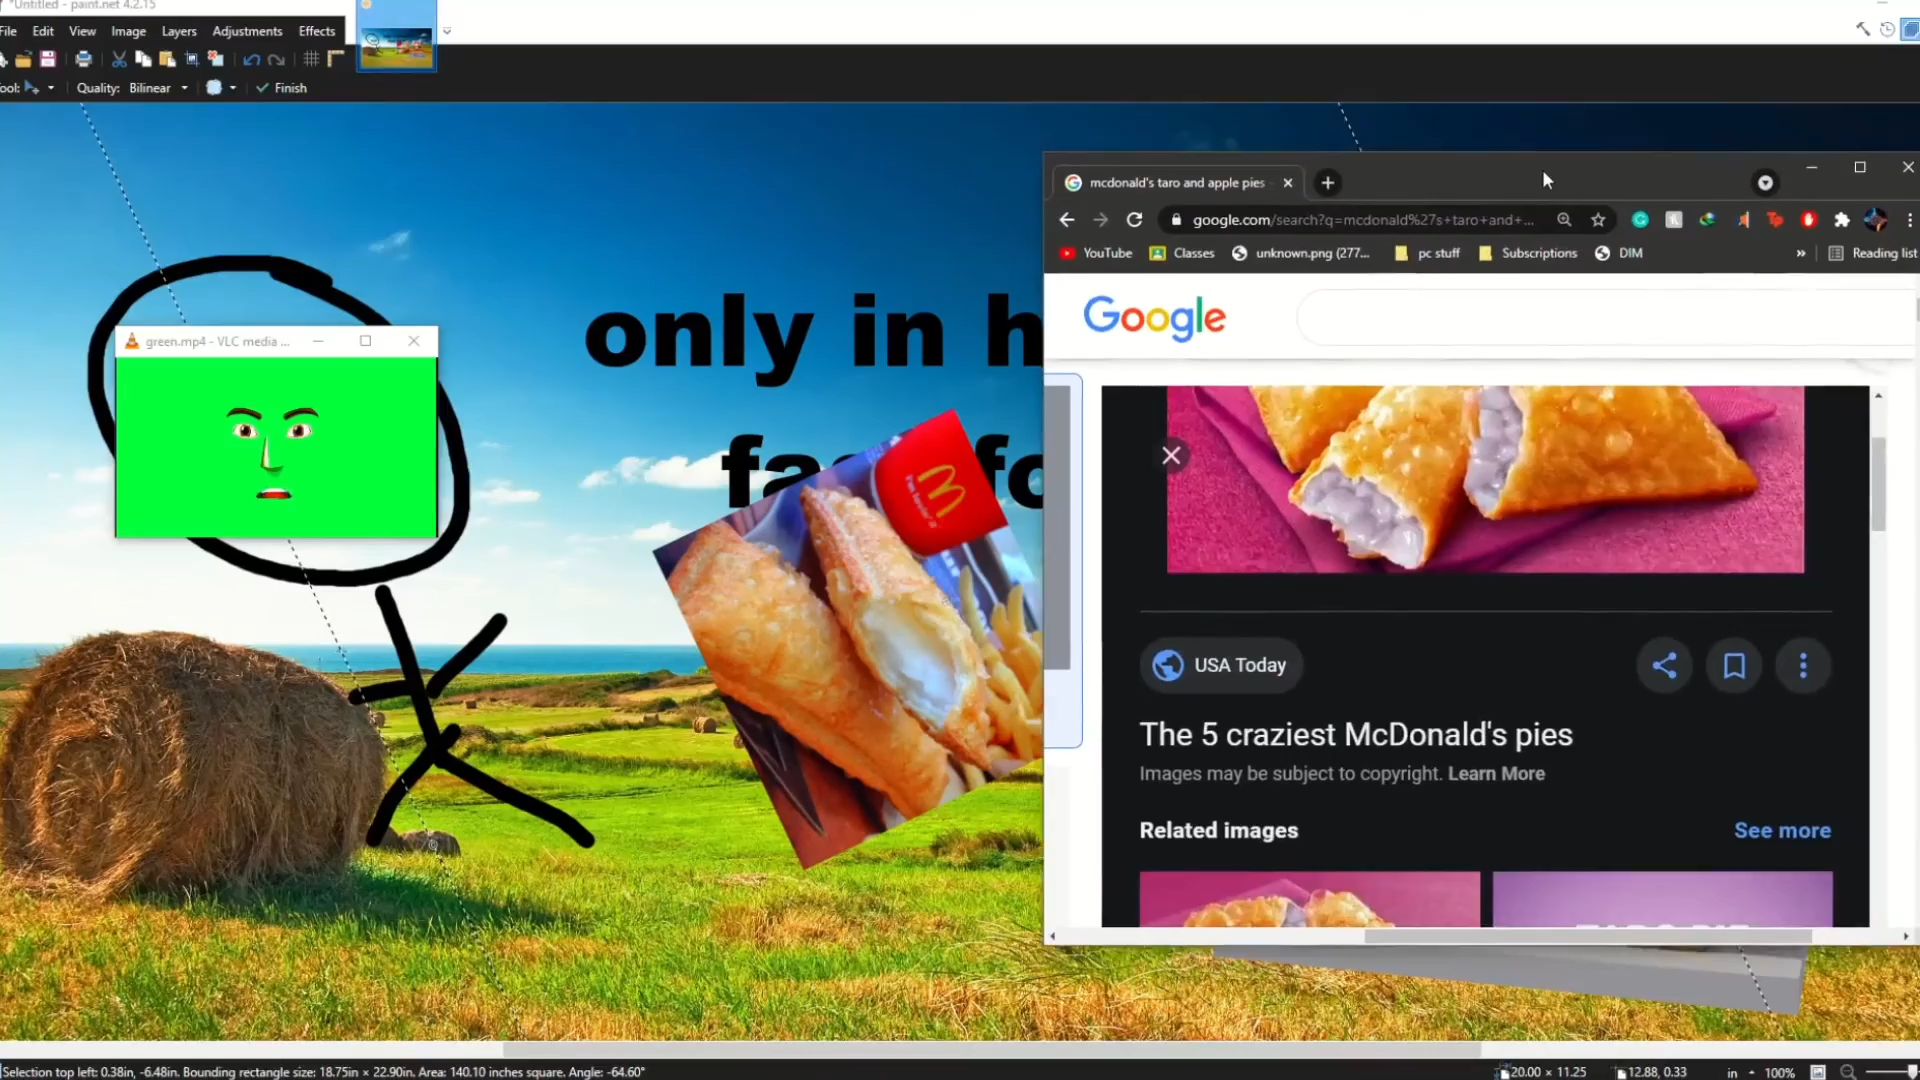 "Untitled - paint.net 4.2.15
File Edit View Image Layers Adjustments Effects
Tool: Quality: Bilinear Finish
mcdonald's taro and apple pies
google.com/search?q=mcdonald%27s+taro+and+...
YouTube Classes unknown.png (277... pc stuff Subscriptions DIM » Reading list
only in h
Google
green.mp4 - VLC media ...
fa fo
i'm lovin' it
USA Today
The 5 craziest McDonald's pies
Images may be subject to copyright. Learn More
Related images See more
Selection top left: 0.38in, -6.48in. Bounding rectangle size: 18.75in × 22.90in. Area: 140.10 inches square. Angle: -64.60° 20.00 × 11.25 12.88, 0.33 in 100%